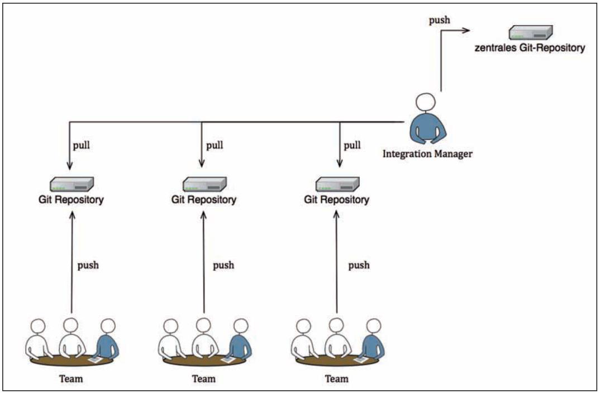 push
zentrales Git-Repository
Integration Manager
pull
pull
pull
Git Repository
Git Repository
Git Repository
push
push
push
Team
Team
Team